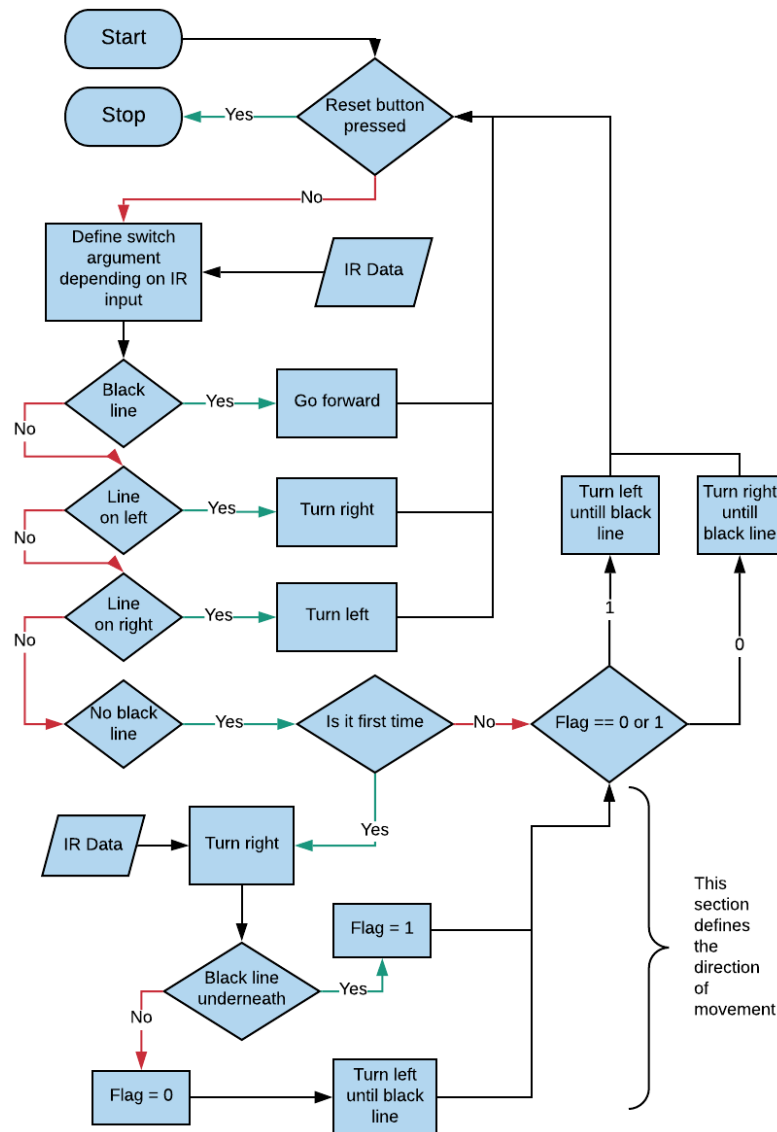 Start
Reset button
pressed
Stop
Yes
No
Define switch
argument
depending on IR
input
IR Data
Black
line
Yes
Go forward
No
Line
on left
Yes
Turn right
No
Line
on right
Yes
Turn left
No
Turn left
untill black
line
Turn right
untill
black line
1
0
No black
line
Yes
Is it first time
No
Flag == 0 or 1
Yes
IR Data
Turn right
Flag = 1
Black line
underneath
Yes
No
Flag = 0
Turn left
until black
line
This
section
defines
the
direction
of
movement